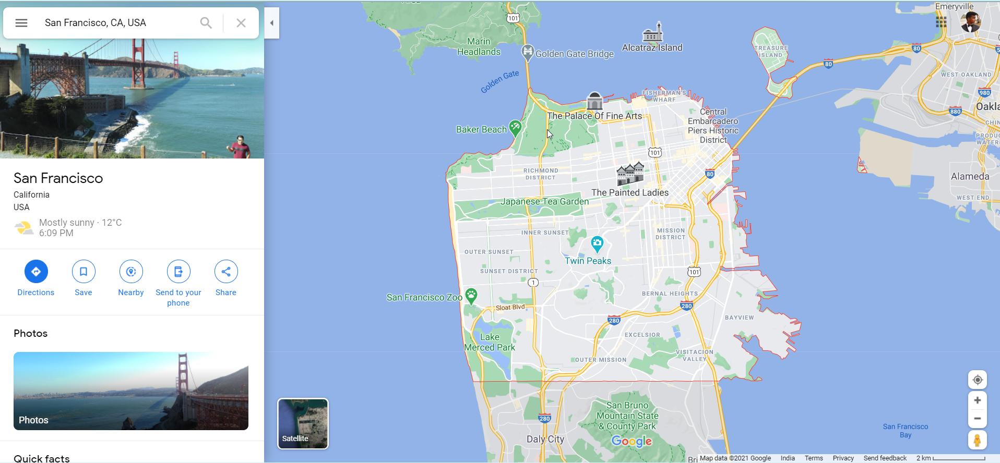 San Francisco, CA, USA
San Francisco
California
USA
Mostly sunny · 12°C
6:09 PM
Directions
Save
Nearby
Send to your
phone
Share
Photos
Photos
Quick facts
Satellite
101
Marin
Headlands
Golden Gate Bridge
Golden Gate
Alcatraz Island
TREASURE
ISLAND
Emeryville
80
80
WEST OAKLAND
980
880
Oakla
CHIN
PRODUC
WATER
FISHERMAN'S
WHARF
The Palace Of Fine Arts
Central
Embarcadero
Piers Historic
District
Baker Beach
101
80
RICHMOND
DISTRICT
The Painted Ladies
Alameda
WEST END
Japanese Tea Garden
INNER SUNSET
MISSION
DISTRICT
OUTER SUNSET
Twin Peaks
SUNSET DISTRICT
101
1
San Francisco Zoo
BERNAL HEIGHTS
Sloat Blvd
280
280
BAYVIEW
EXCELSIOR
Lake
Merced Park
VISITACION
VALLEY
OUTER MISSION
San Bruno
Mountain State
& County Park
280
Daly City
Google
San Francisco
Bay
Bri
Map data ©2021 Google
India
Terms
Privacy
Send feedback
2 km